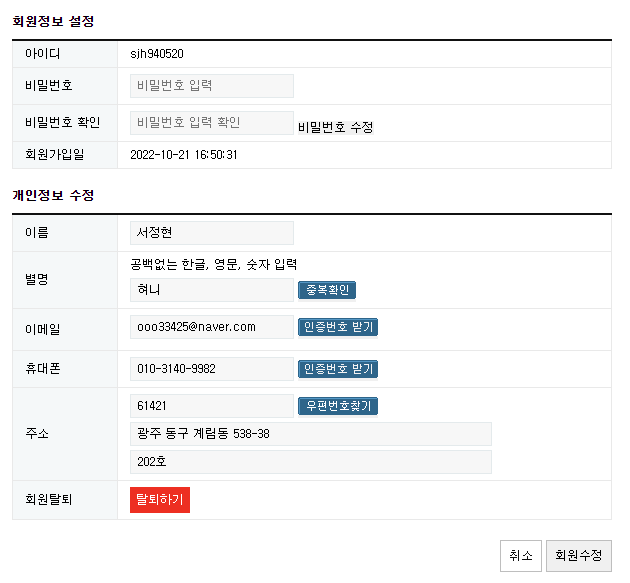 회원정보 설정
아이디 sjh940520
비밀번호 비밀번호 입력
비밀번호 확인 비밀번호 입력 확인 비밀번호 수정
회원가입일 2022-10-21 16:50:31
개인정보 수정
이름 서정현
공백없는 한글, 영문, 숫자 입력
별명 혀니 중복확인
이메일 ooo33425@naver.com 인증번호 받기
휴대폰 010-3140-9982 인증번호 받기
61421 우편번호찾기
주소 광주 동구 계림동 538-38
202호
회원탈퇴 탈퇴하기
취소 회원수정